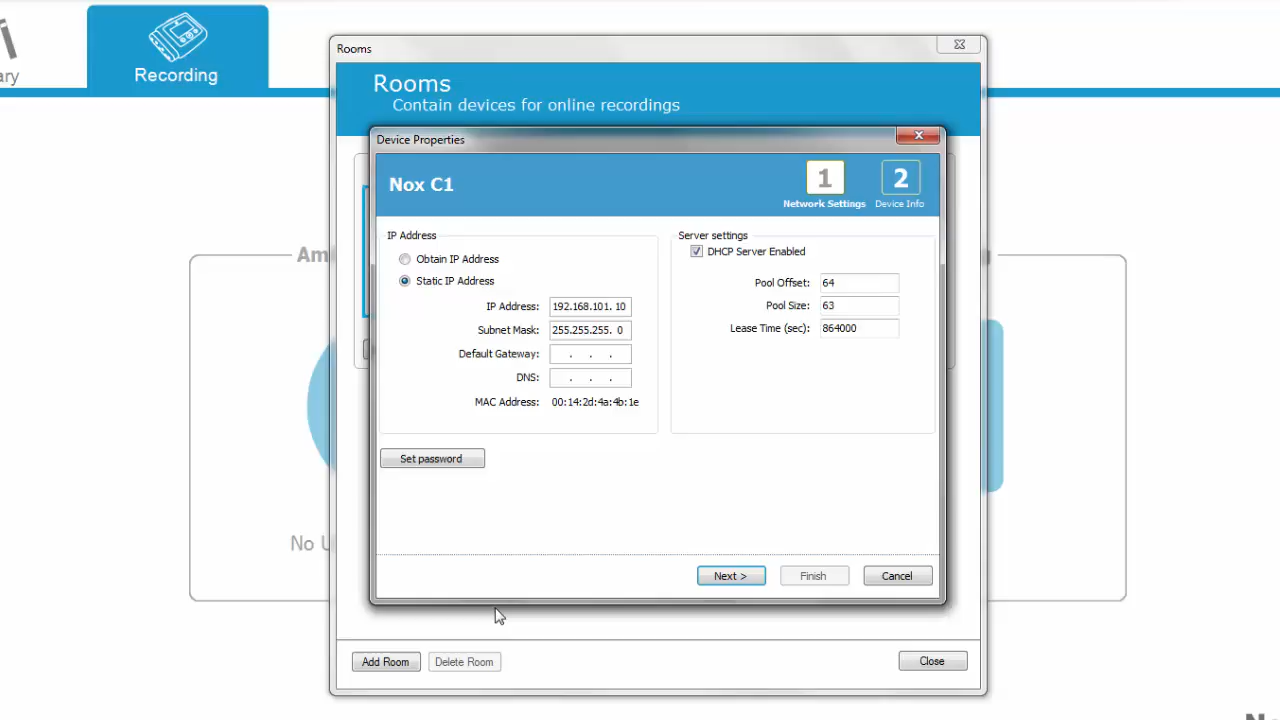 ary
Recording
Rooms
Rooms
Contain devices for online recordings
Device Properties
Nox C1
1
Network Settings
2
Device Info
Am
IP Address
Obtain IP Address
Static IP Address
IP Address: 192.168.101. 10
Subnet Mask: 255.255.255. 0
Default Gateway: . . .
DNS: . . .
MAC Address: 00:14:2d:4a:4b:1e
Server settings
DHCP Server Enabled
Pool Offset: 64
Pool Size: 63
Lease Time (sec): 864000
Set password
No U
Next >
Finish
Cancel
Add Room
Delete Room
Close